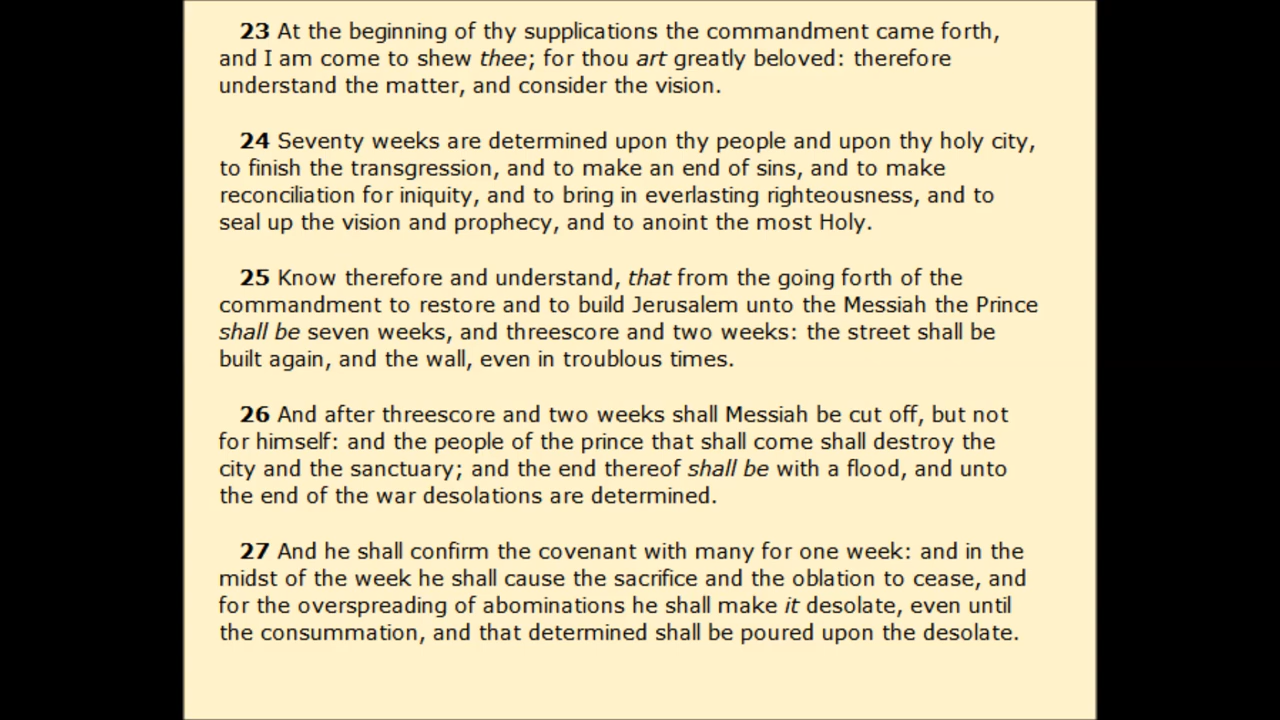 23 At the beginning of thy supplications the commandment came forth,
and I am come to shew thee; for thou art greatly beloved: therefore
understand the matter, and consider the vision.
24 Seventy weeks are determined upon thy people and upon thy holy city,
to finish the transgression, and to make an end of sins, and to make
reconciliation for iniquity, and to bring in everlasting righteousness, and to
seal up the vision and prophecy, and to anoint the most Holy.
25 Know therefore and understand, that from the going forth of the
commandment to restore and to build Jerusalem unto the Messiah the Prince
shall be seven weeks, and threescore and two weeks: the street shall be
built again, and the wall, even in troublous times.
26 And after threescore and two weeks shall Messiah be cut off, but not
for himself: and the people of the prince that shall come shall destroy the
city and the sanctuary; and the end thereof shall be with a flood, and unto
the end of the war desolations are determined.
27 And he shall confirm the covenant with many for one week: and in the
midst of the week he shall cause the sacrifice and the oblation to cease, and
for the overspreading of abominations he shall make it desolate, even until
the consummation, and that determined shall be poured upon the desolate.